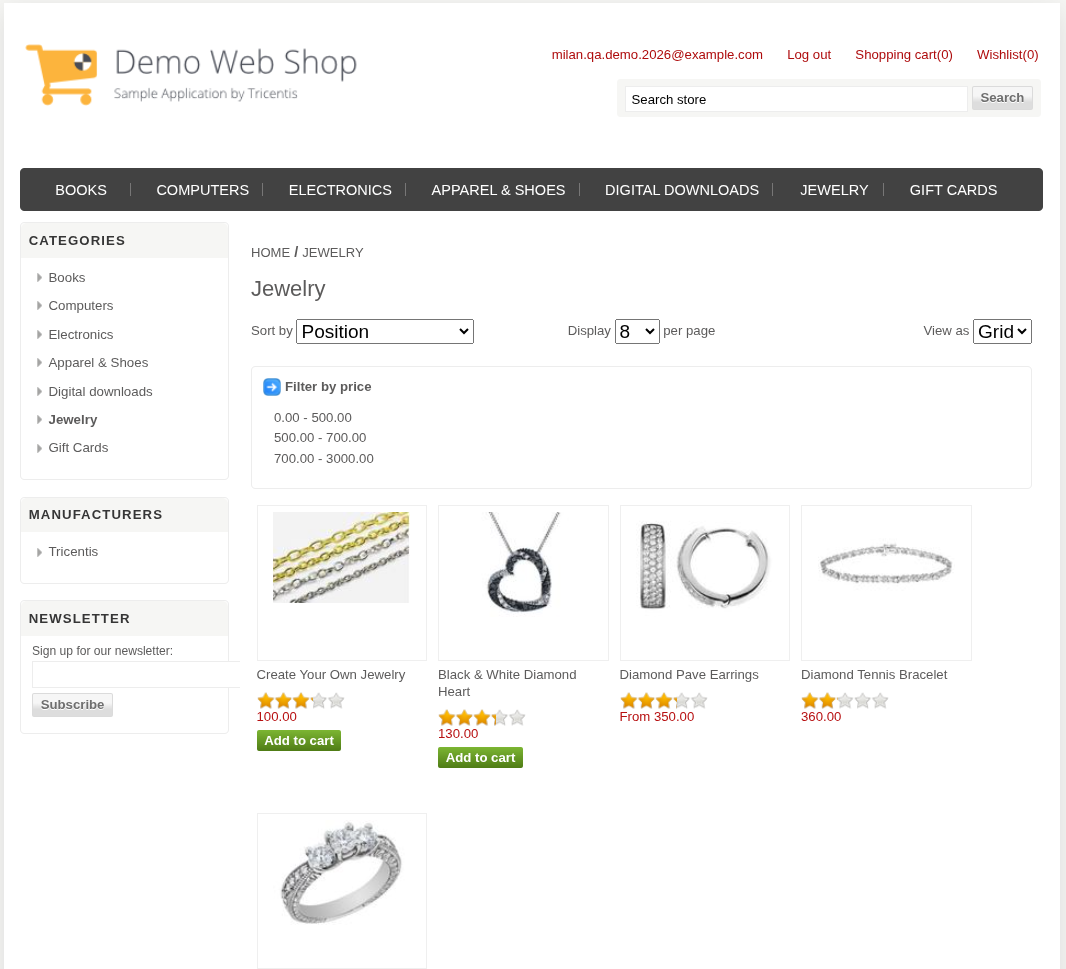 Demo Web Shop
Sample Application by Tricentis
milan.qa.demo.2026@example.com Log out Shopping cart(0) Wishlist(0)
Search store Search
BOOKS COMPUTERS ELECTRONICS APPAREL & SHOES DIGITAL DOWNLOADS JEWELRY GIFT CARDS
CATEGORIES
Books
Computers
Electronics
Apparel & Shoes
Digital downloads
Jewelry
Gift Cards
MANUFACTURERS
Tricentis
NEWSLETTER
Sign up for our newsletter:
Subscribe
HOME / JEWELRY
Jewelry
Sort by Position Display 8 per page View as Grid
Filter by price
0.00 - 500.00
500.00 - 700.00
700.00 - 3000.00
Create Your Own Jewelry
100.00
Add to cart
Black & White Diamond
Heart
130.00
Add to cart
Diamond Pave Earrings
From 350.00
Diamond Tennis Bracelet
360.00